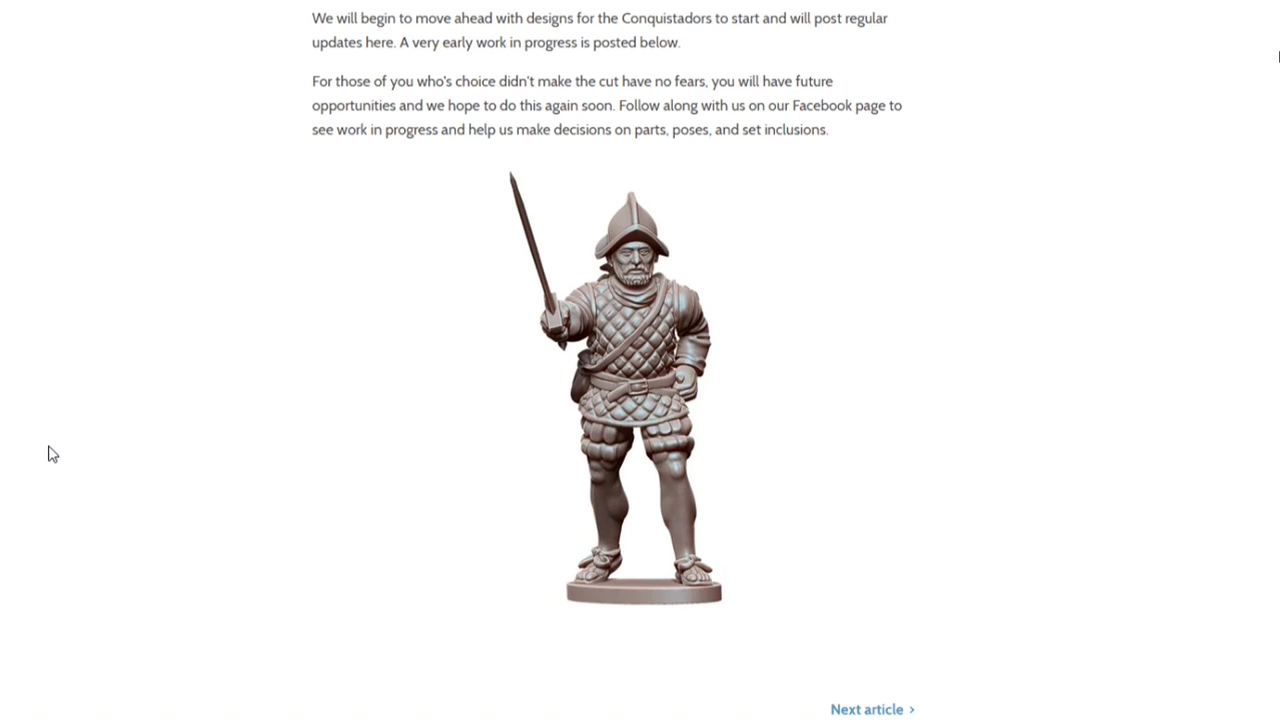 We will begin to move ahead with designs for the Conquistadors to start and will post regular
updates here. A very early work in progress is posted below.
For those of you who's choice didn't make the cut have no fears, you will have future
opportunities and we hope to do this again soon. Follow along with us on our Facebook page to
see work in progress and help us make decisions on parts, poses, and set inclusions.
Next article ›